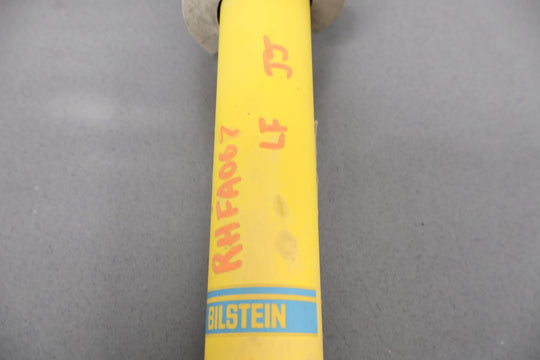 RHFA067
LF JJ
BILSTEIN